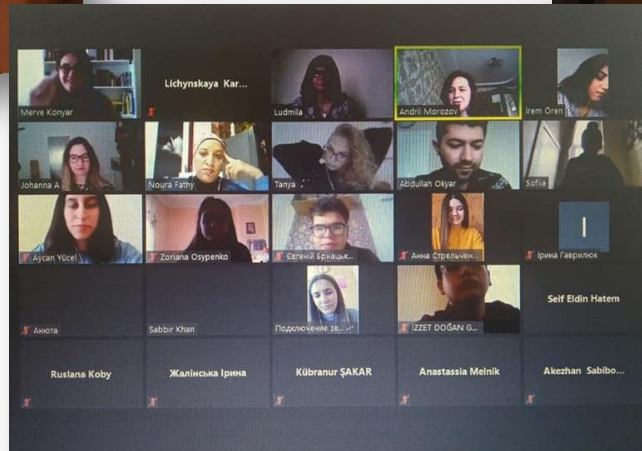 Merve Konyar
Lichynskaya Kar...
Ludmila
Andrii Morozov
İrem Ören
Johanna A
Noura Fathy
Tanya
Abdullah Okyar
Sofiia
Aycan Yücel
Zoriana Osypenko
Євгеній Брнацьк...
Анна Стрельчен...
I
Ірина Гаврилюк
Анюта
Sabbir Khan
Подключение зв...
İZZET DOĞAN G...
Seif Eldin Hatem
Ruslana Koby
Жалінська Ірина
Kübranur ŞAKAR
Anastassia Melnik
Akezhan Sabibo...